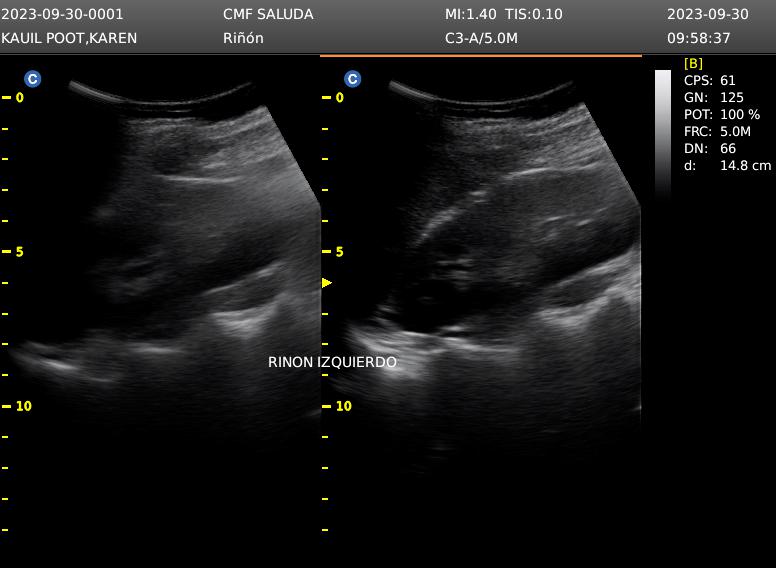 2023-09-30-0001 CMF SALUDA MI:1.40 TIS:0.10 2023-09-30
KAUIL POOT,KAREN Riñón C3-A/5.0M 09:58:37
C
0
5
10
C
0
5
10
RINON IZQUIERDO
[B]
CPS: 61
GN: 125
POT: 100 %
FRC: 5.0M
DN: 66
d: 14.8 cm